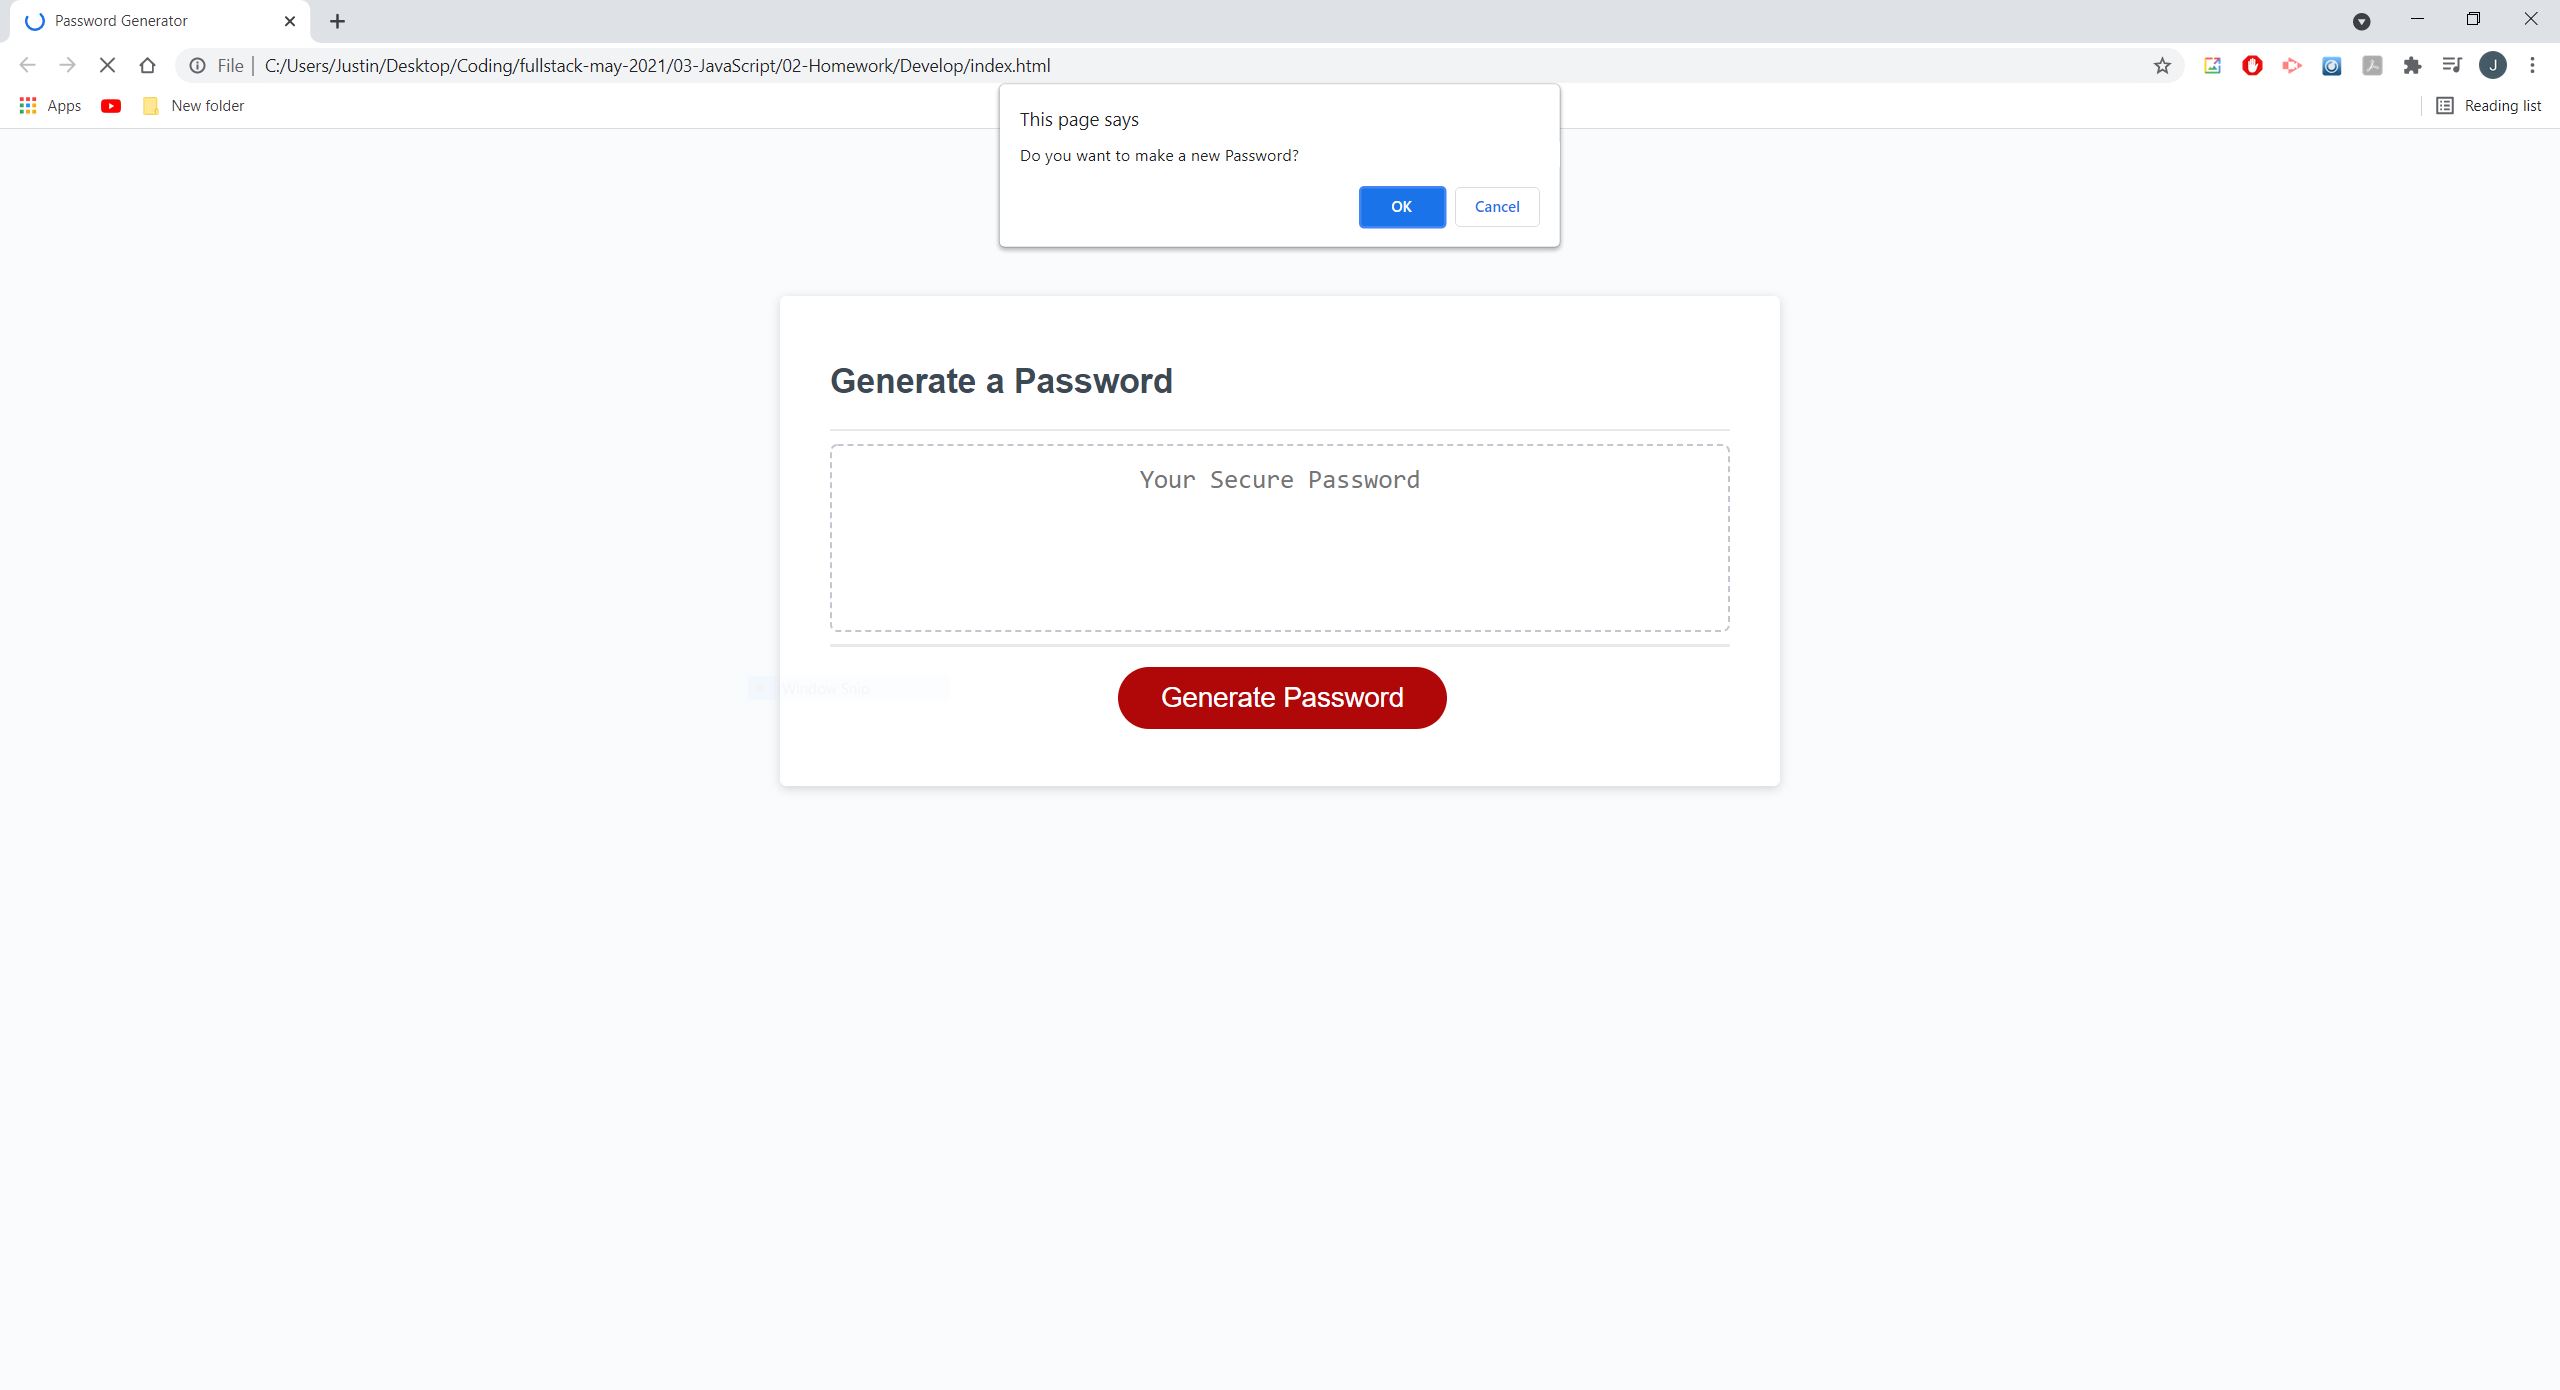 Password Generator
File | C:/Users/Justin/Desktop/Coding/fullstack-may-2021/03-JavaScript/02-Homework/Develop/index.html
J
Apps
New folder
Reading list
This page says
Do you want to make a new Password?
OK Cancel
Generate a Password
Your Secure Password
Window Snip
Generate Password